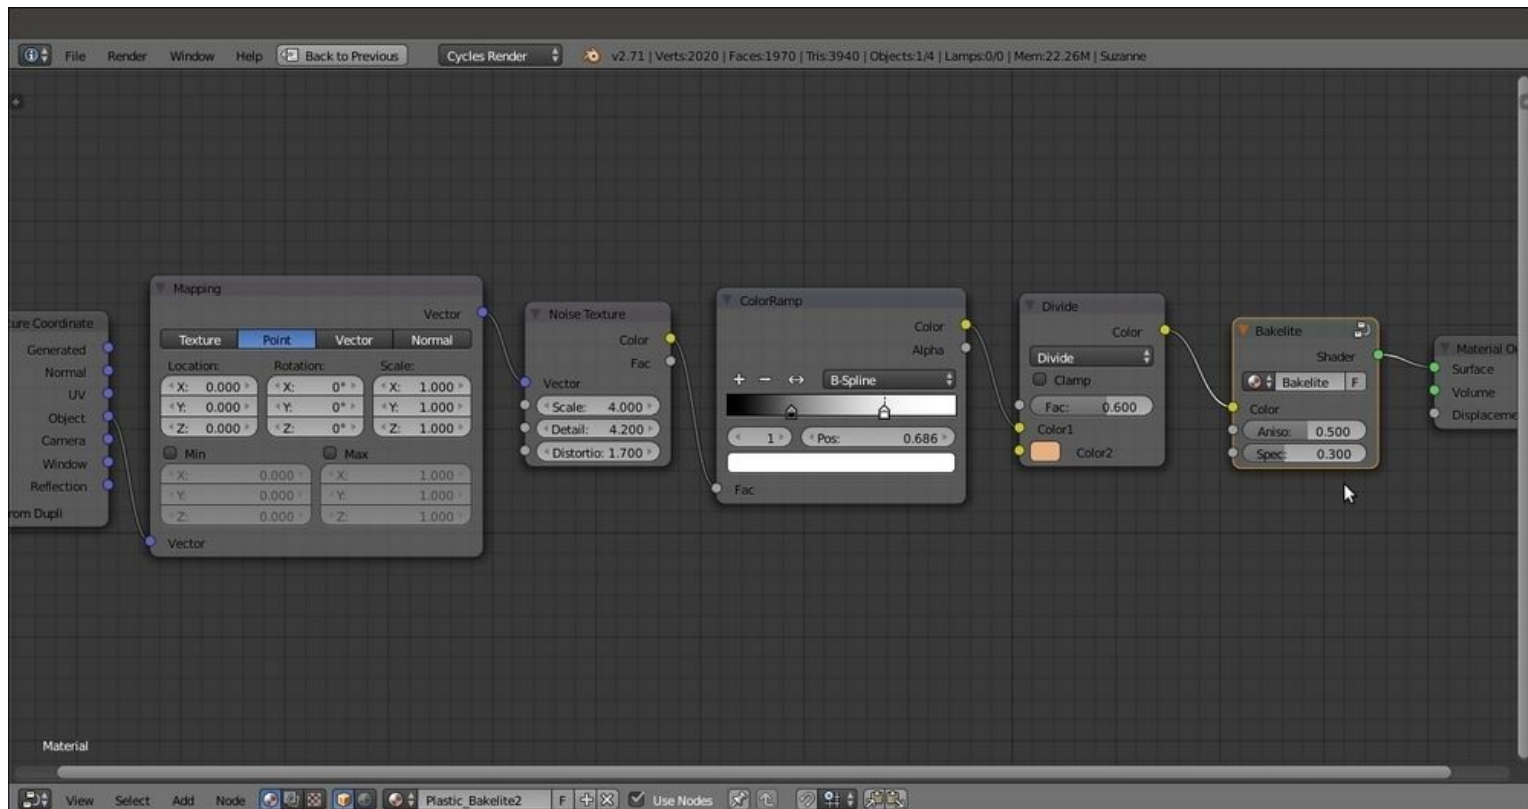 File Render Window Help Back to Previous Cycles Render v2.71 | Verts:2020 | Faces:1970 | Tris:3940 | Objects:1/4 | Lamps:0/0 | Mem:22.26M | Suzanne
ture Coordinate
Generated
Normal
UV
Object
Camera
Window
Reflection
rom Dupli
Mapping
Vector
Texture Point Vector Normal
Location: Rotation: Scale:
X: 0.000 X: 0° X: 1.000
Y: 0.000 Y: 0° Y: 1.000
Z: 0.000 Z: 0° Z: 1.000
Min Max
X: 0.000 X: 1.000
Y: 0.000 Y: 1.000
Z: 0.000 Z: 1.000
Vector
Noise Texture
Color
Fac
Vector
Scale: 4.000
Detail: 4.200
Distortio: 1.700
ColorRamp
Color
Alpha
B-Spline
1 Pos: 0.686
Fac
Divide
Color
Divide
Clamp
Fac: 0.600
Color1
Color2
Bakelite
Shader
Bakelite F
Color
Aniso: 0.500
Spec: 0.300
Material O
Surface
Volume
Displaceme
Material
View Select Add Node Plastic_Bakelite2 F Use Nodes